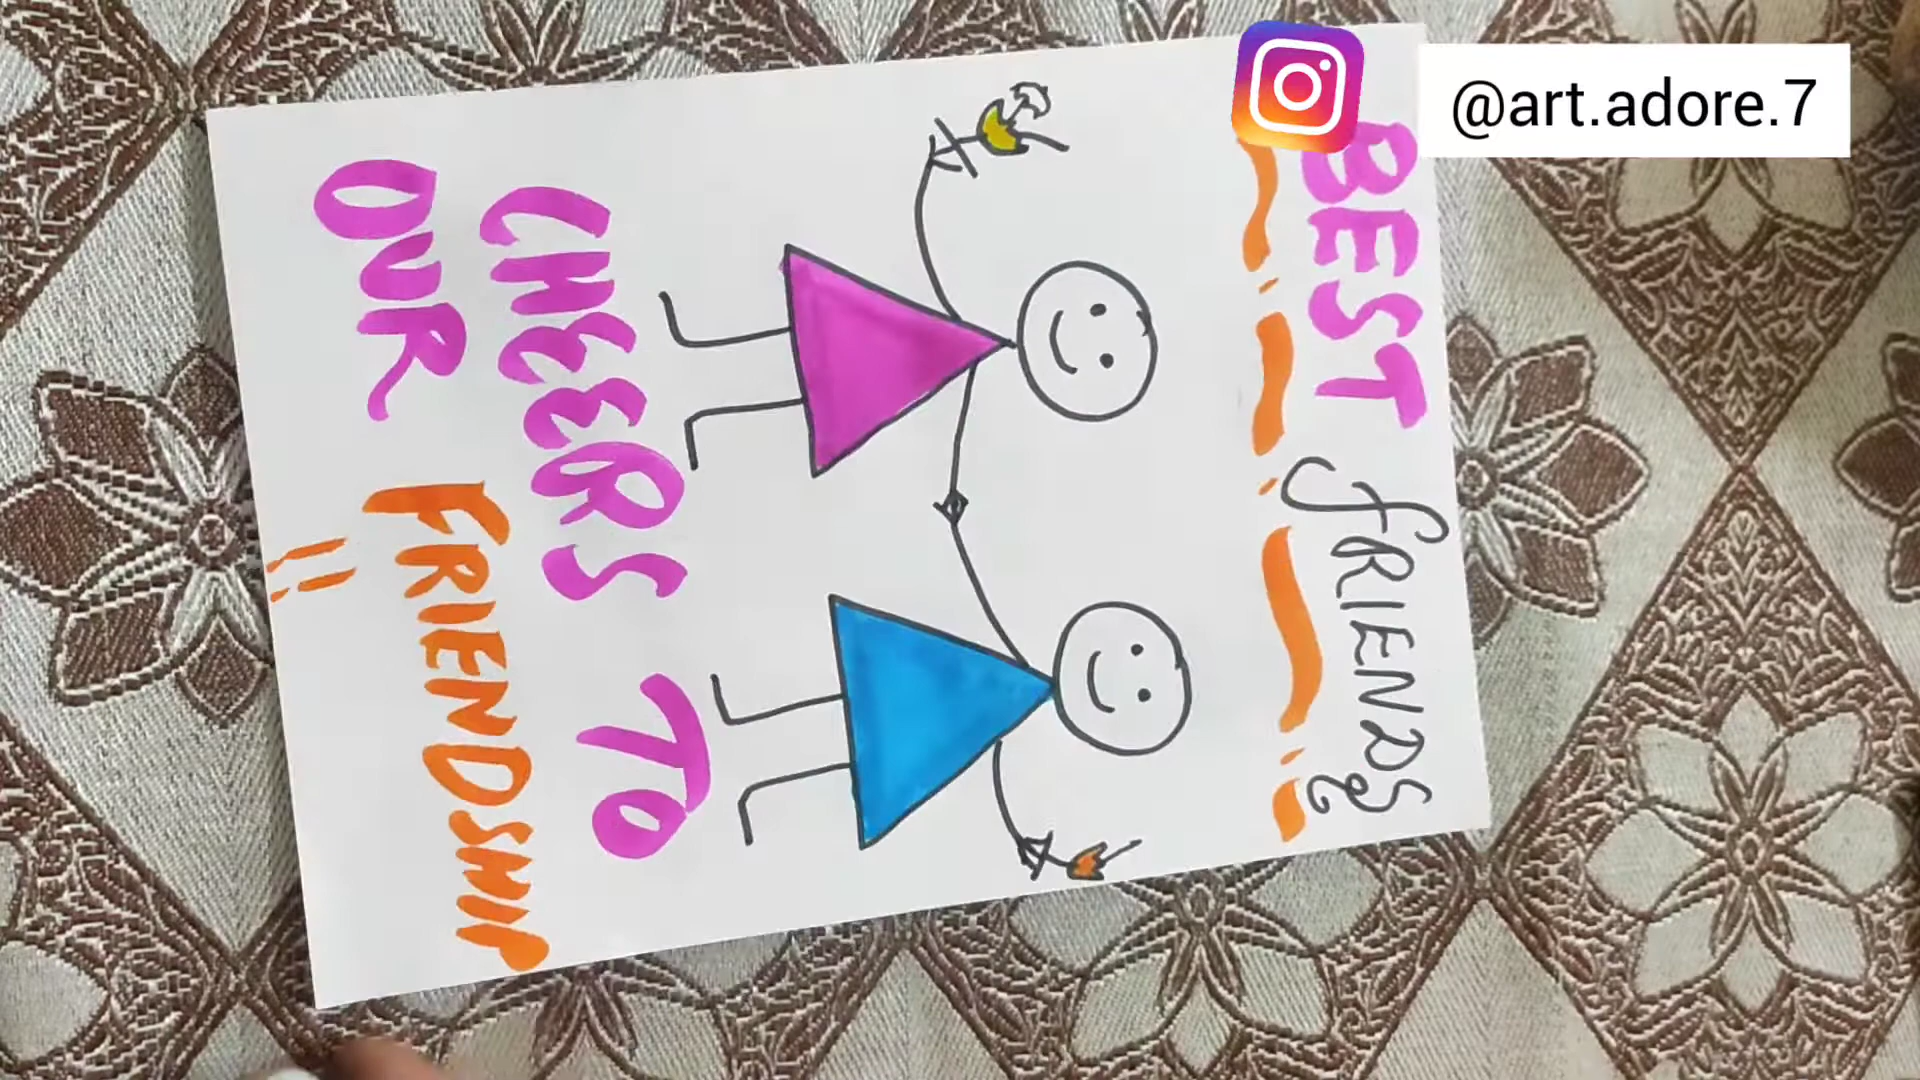 @art.adore.7
BEST FRIENDS
CHEERS TO
OUR FRIENDSHIP
!!